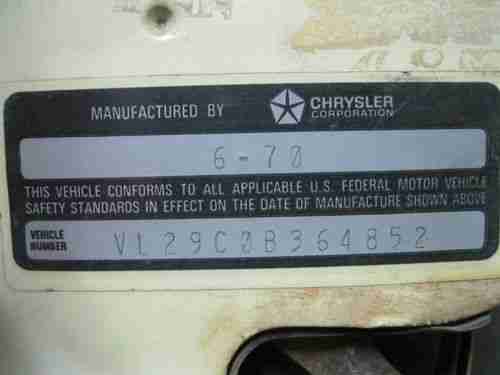 MANUFACTURED BY CHRYSLER
CORPORATION
6-70
THIS VEHICLE CONFORMS TO ALL APPLICABLE U.S. FEDERAL MOTOR VEHICLE
SAFETY STANDARDS IN EFFECT ON THE DATE OF MANUFACTURE SHOWN ABOVE
VEHICLE
NUMBER
VL29C0B364852